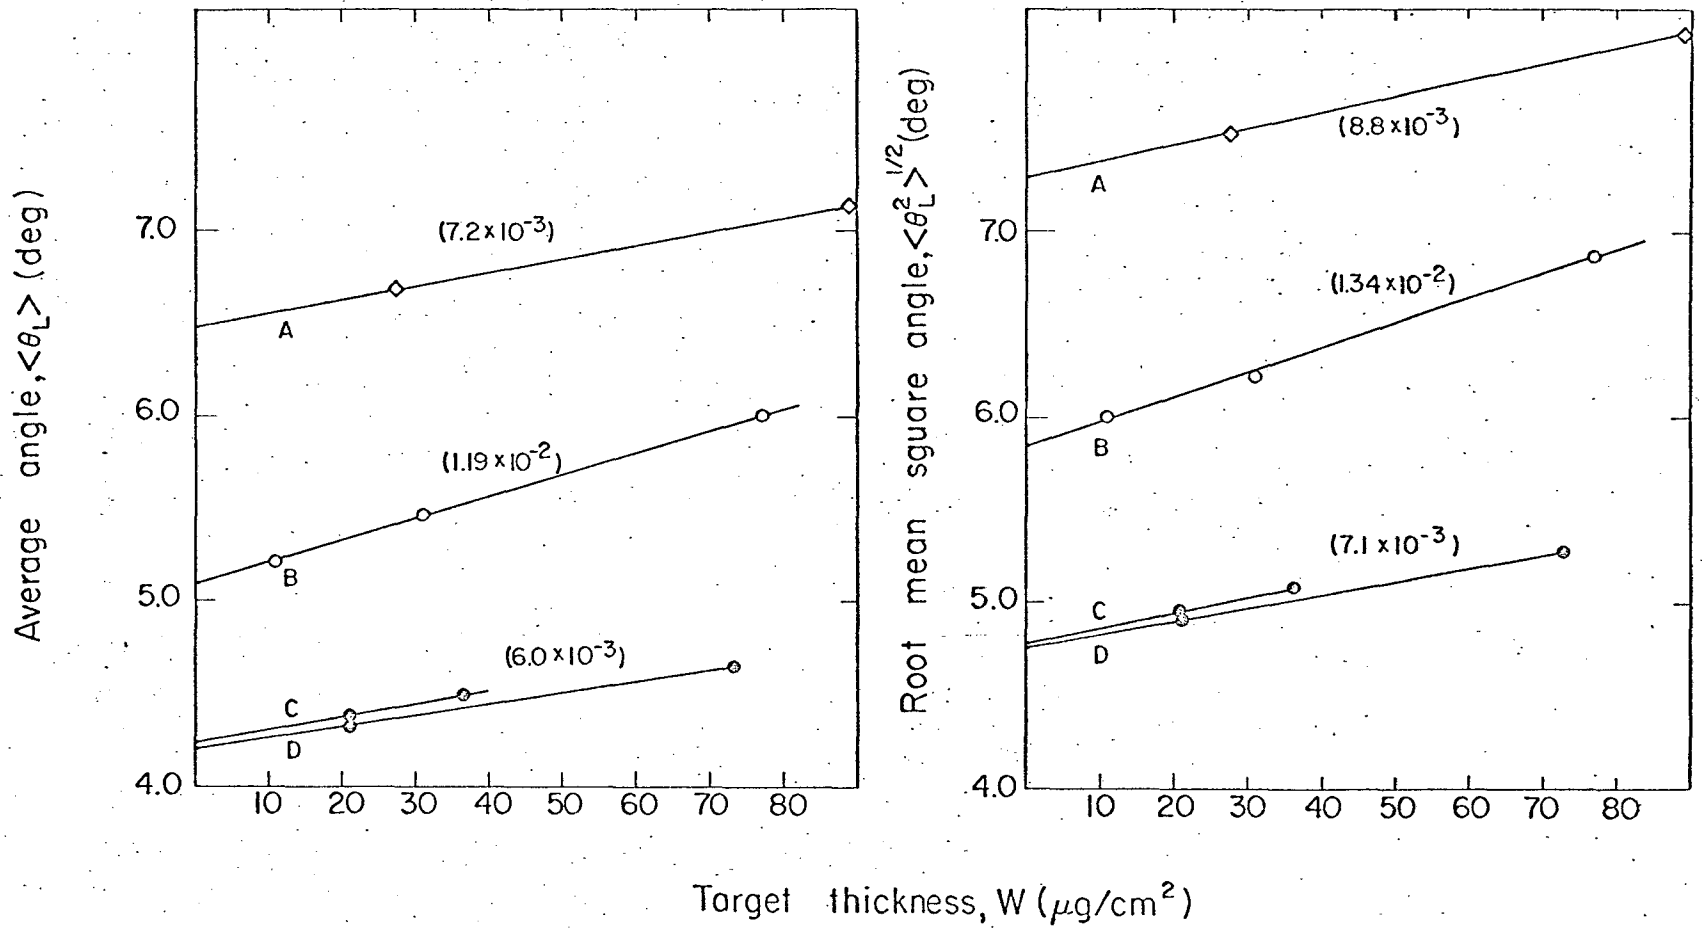 Average angle, <θL> (deg)
7.0
6.0
5.0
4.0
(7.2×10⁻³)
A
(1.19×10⁻²)
B
(6.0×10⁻³)
C
D
10 20 30 40 50 60 70 80
Root mean sguare angle, <θ²L>^1/2 (deg)
7.0
6.0
5.0
4.0
(8.8×10⁻³)
A
(1.34×10⁻²)
B
(7.1×10⁻³)
C
D
10 20 30 40 50 60 70 80
Target thickness, W (μg/cm²)